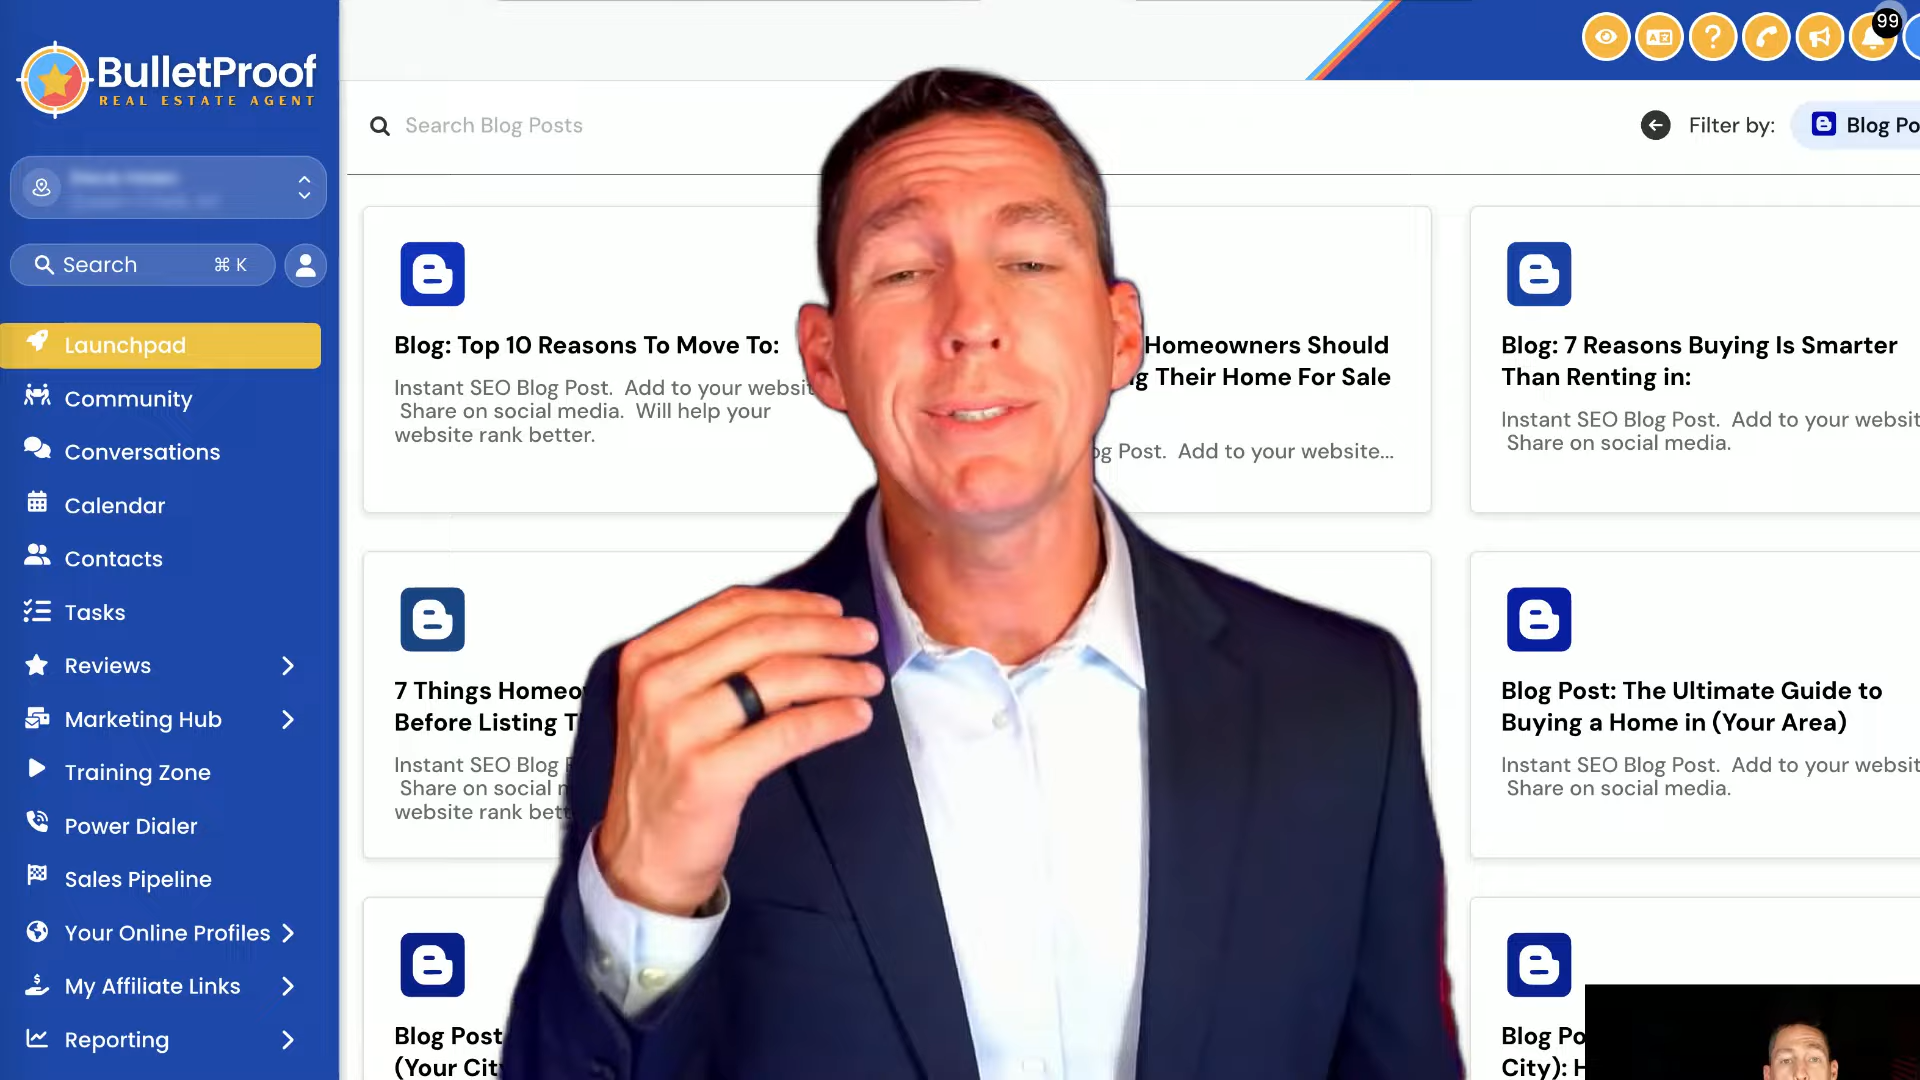 BulletProof
REAL ESTATE AGENT
Search ⌘ K
Launchpad
Community
Conversations
Calendar
Contacts
Tasks
Reviews
Marketing Hub
Training Zone
Power Dialer
Sales Pipeline
Your Online Profiles
My Affiliate Links
Reporting
99
Search Blog Posts
Filter by: Blog Po
Blog: Top 10 Reasons To Move To:
Instant SEO Blog Post. Add to your websit
Share on social media. Will help your
website rank better.
Homeowners Should
g Their Home For Sale
og Post. Add to your website...
Blog: 7 Reasons Buying Is Smarter
Than Renting in:
Instant SEO Blog Post. Add to your websit
Share on social media.
7 Things Homeo
Before Listing T
Instant SEO Blog P
Share on social m
website rank bett
Blog Post: The Ultimate Guide to
Buying a Home in (Your Area)
Instant SEO Blog Post. Add to your websit
Share on social media.
Blog Post
(Your Cit
Blog Po
City): H